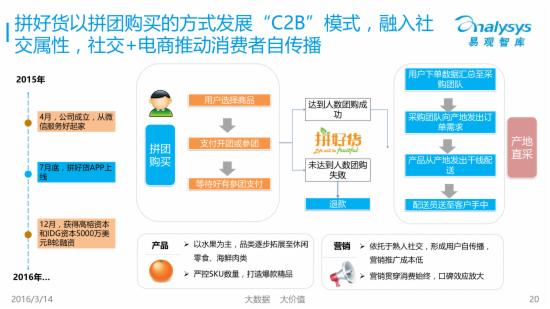 拼好货以拼团购买的方式发展“C2B”模式，融入社
交属性，社交+电商推动消费者自传播
analysys
易观智库
2015年
4月，公司成立，从微
信服务好起家
7月底，拼好货APP上
线
12月，获得高榕资本
和IDG资本5000万美
元B轮融资
2016年…
拼团
购买
用户选择商品
支付开团或参团
等待好有参团支付
达到人数团购成
功
拼好货
未达到人数团购
失败
退款
用户下单数据汇总至采
购团队
采购团队向产地发出订
单需求
产品从产地发出干线配
送
配送员送至客户手中
产地
直采
产品
• 以水果为主，品类逐步拓展至休闲
零食、海鲜肉类
• 严控SKU数量，打造爆款精品
营销
• 依托于熟人社交，形成用户自传播，
营销推广成本低
• 营销贯穿消费始终，口碑效应放大
2016/3/14
大数据 大价值
20